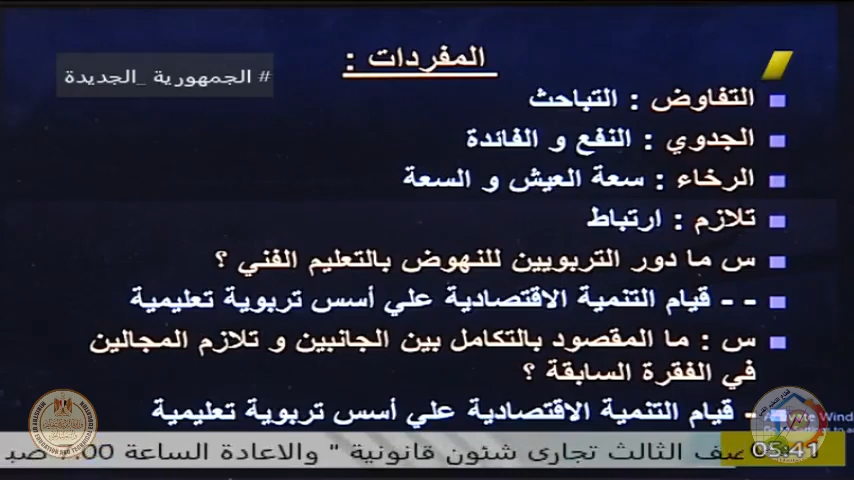 المفردات :
# الجمهورية _الجديدة
التفاوض : التباحث
الجدوي : النفع و الفائدة
الرخاء : سعة العيش و السعة
تلازم : ارتباط
س ما دور التربويين للنهوض بالتعليم الفني ؟
- - قيام التنمية الاقتصادية علي أسس تربوية تعليمية
س : ما المقصود بالتكامل بين الجانبين و تلازم المجالين
في الفقرة السابقة ؟
- قيام التنمية الاقتصادية علي أسس تربوية تعليمية
الثالث تجارى شئون قانونية " والاعادة الساعة
05:41